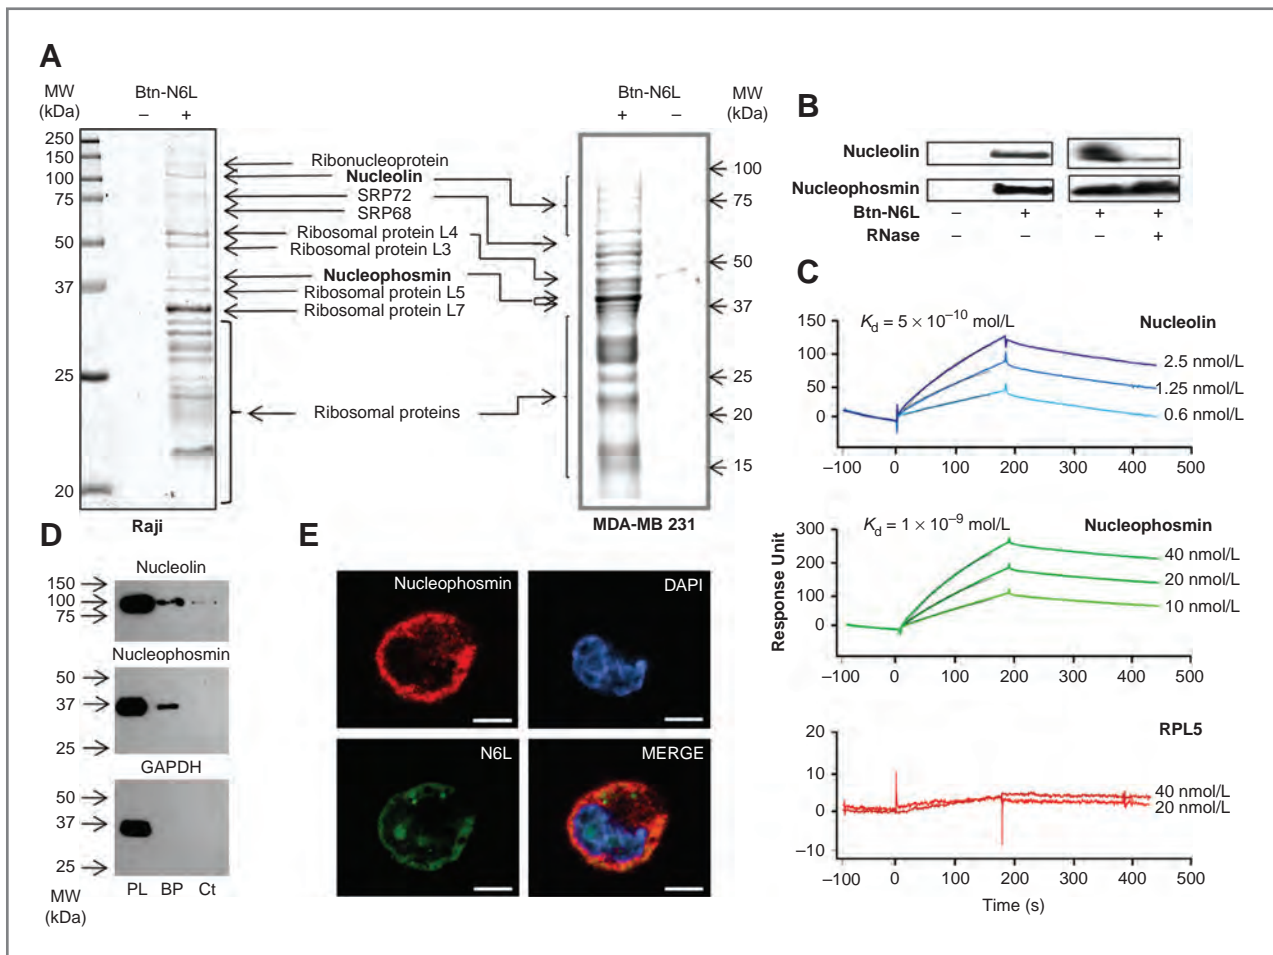 A
MW
(kDa)
Btn-N6L
– +
250
150
100
75
50
37
25
20
Raji
Ribonucleoprotein
Nucleolin
SRP72
SRP68
Ribosomal protein L4
Ribosomal protein L3
Nucleophosmin
Ribosomal protein L5
Ribosomal protein L7
Ribosomal proteins
Btn-N6L
+ –
MW
(kDa)
100
75
50
37
25
20
15
MDA-MB 231
B
Nucleolin
Nucleophosmin
Btn-N6L – + + +
RNase – – – +
C
Response Unit
Kd = 5 × 10–10 mol/L
Nucleolin
150
100
50
0
2.5 nmol/L
1.25 nmol/L
0.6 nmol/L
–100 0 100 200 300 400 500
Kd = 1 × 10–9 mol/L
Nucleophosmin
300
200
100
0
40 nmol/L
20 nmol/L
10 nmol/L
–100 0 100 200 300 400 500
RPL5
20
10
0
–10
40 nmol/L
20 nmol/L
–100 0 100 200 300 400 500
Time (s)
D
Nucleolin
150
100
75
Nucleophosmin
50
37
25
GAPDH
50
37
25
MW
(kDa)
PL BP Ct
E
Nucleophosmin
DAPI
N6L
MERGE